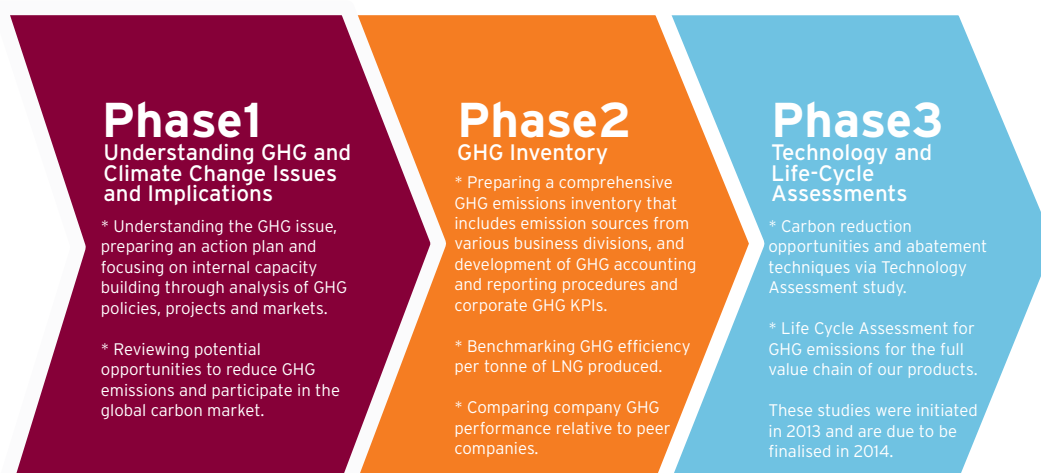 Phase1
Understanding GHG and
Climate Change Issues
and Implications
* Understanding the GHG issue,
preparing an action plan and
focusing on internal capacity
building through analysis of GHG
policies, projects and markets.
* Reviewing potential
opportunities to reduce GHG
emissions and participate in the
global carbon market.
Phase2
GHG Inventory
* Preparing a comprehensive
GHG emissions inventory that
includes emission sources from
various business divisions, and
development of GHG accounting
and reporting procedures and
corporate GHG KPIs.
* Benchmarking GHG efficiency
per tonne of LNG produced.
* Comparing company GHG
performance relative to peer
companies.
Phase3
Technology and
Life-Cycle
Assessments
* Carbon reduction
opportunities and abatement
techniques via Technology
Assessment study.
* Life Cycle Assessment for
GHG emissions for the full
value chain of our products.
These studies were initiated
in 2013 and are due to be
finalised in 2014.